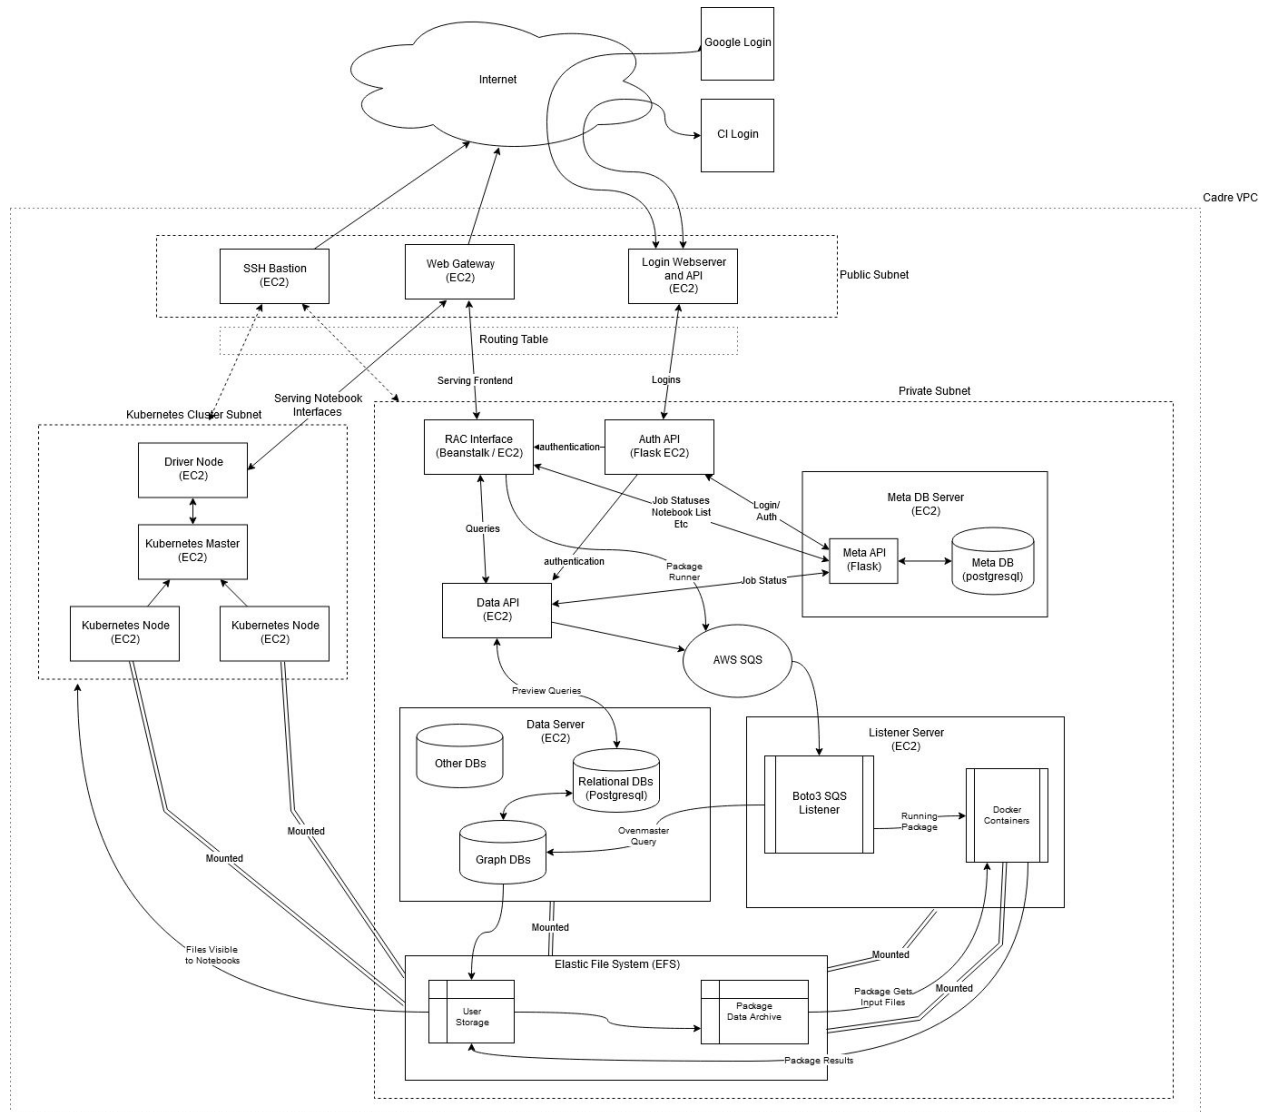 Google Login
Internet
CI Login
Cadre VPC
SSH Bastion
(EC2)
Web Gateway
(EC2)
Login Webserver
and API
(EC2)
Public Subnet
Routing Table
Serving Frontend
Logins
Serving Notebook
Interfaces
Kubernetes Cluster Subnet
Private Subnet
Driver Node
(EC2)
RAC Interface
(Beanstalk / EC2)
authentication
Auth API
(Flask EC2)
Job Statuses
Notebook List
Etc
Login/
Auth
Meta DB Server
(EC2)
Kubernetes Master
(EC2)
Queries
authentication
Package
Runner
Meta API
(Flask)
Meta DB
(postgresql)
Job Status
Kubernetes Node
(EC2)
Kubernetes Node
(EC2)
Data API
(EC2)
AWS SQS
Preview Queries
Data Server
(EC2)
Listener Server
(EC2)
Other DBs
Relational DBs
(Postgresql)
Boto3 SQS
Listener
Docker
Containers
Running
Package
Ovenmaster
Query
Graph DBs
Mounted
Mounted
Mounted
Files Visible
to Notebooks
Mounted
Elastic File System (EFS)
Mounted
Package Gets
Input Files
User
Storage
Package
Data Archive
Package Results